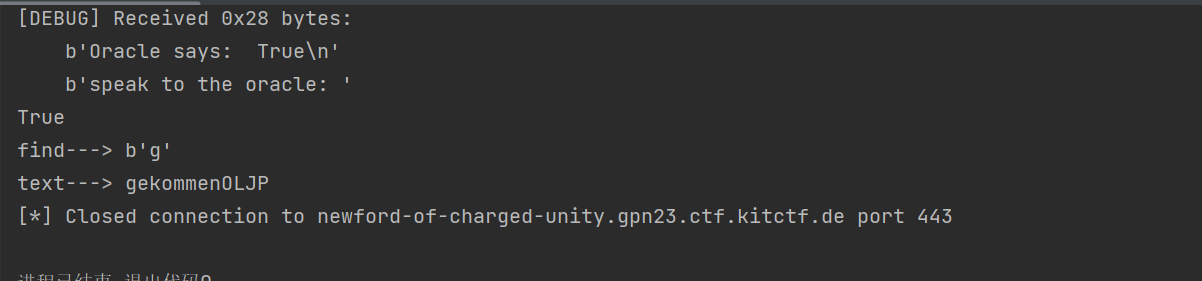 [DEBUG] Received 0x28 bytes:
    b'Oracle says:  True\n'
    b'speak to the oracle: '
True
find---> b'g'
text---> gekommenOLJP
[*] Closed connection to newford-of-charged-unity.gpn23.ctf.kitctf.de port 443
进程已结束,退出代码0